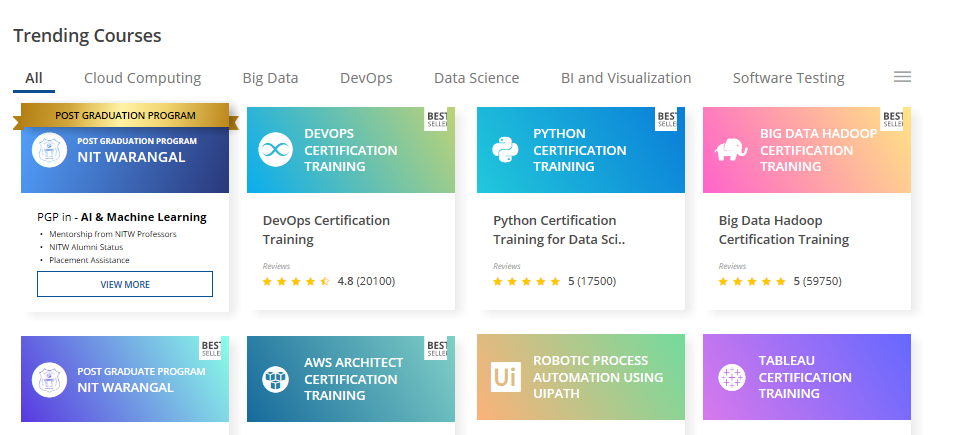 Trending Courses
All Cloud Computing Big Data DevOps Data Science BI and Visualization Software Testing
POST GRADUATION PROGRAM
POST GRADUATION PROGRAM
NIT WARANGAL
PGP in - AI & Machine Learning
• Mentorship from NITW Professors
• NITW Alumni Status
• Placement Assistance
VIEW MORE
BEST
SELLE
DEVOPS
CERTIFICATION
TRAINING
DevOps Certification
Training
Reviews
4.8 (20100)
BEST
SELLE
PYTHON
CERTIFICATION
TRAINING
Python Certification
Training for Data Sci..
Reviews
5 (17500)
BEST
SELLE
BIG DATA HADOOP
CERTIFICATION
TRAINING
Big Data Hadoop
Certification Training
Reviews
5 (59750)
BEST
SELLE
POST GRADUATE PROGRAM
NIT WARANGAL
BEST
SELLE
AWS ARCHITECT
CERTIFICATION
TRAINING
Ui
ROBOTIC PROCESS
AUTOMATION USING
UIPATH
TABLEAU
CERTIFICATION
TRAINING